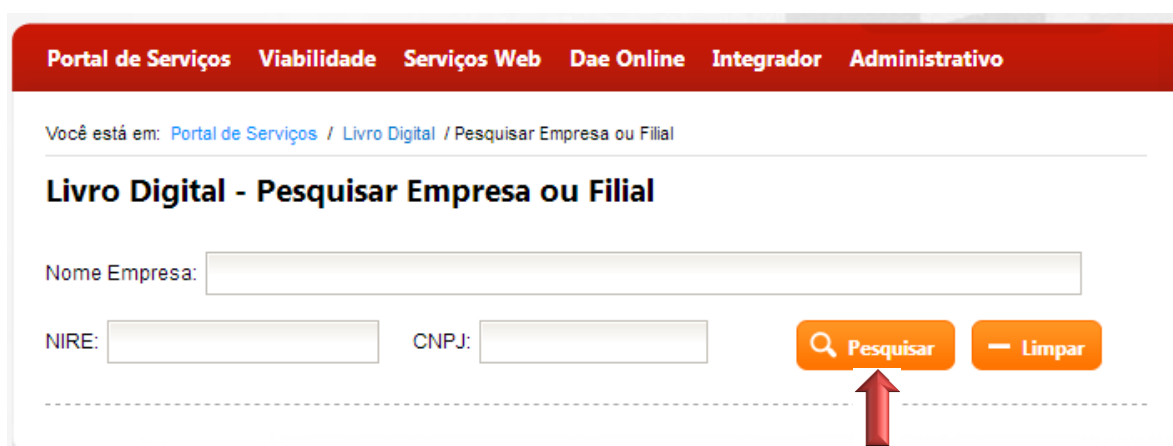 Portal de Serviços Viabilidade Serviços Web Dae Online Integrador Administrativo
Você está em: Portal de Serviços / Livro Digital / Pesquisar Empresa ou Filial
Livro Digital - Pesquisar Empresa ou Filial
Nome Empresa:
NIRE: CNPJ: Pesquisar Limpar